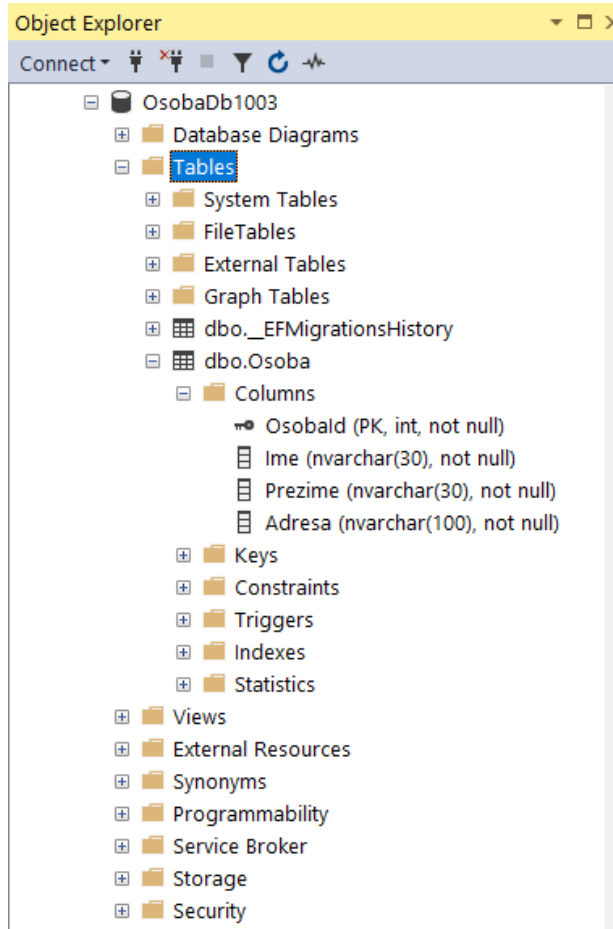 Object Explorer
Connect
OsobaDb1003
Database Diagrams
Tables
System Tables
FileTables
External Tables
Graph Tables
dbo.__EFMigrationsHistory
dbo.Osoba
Columns
OsobaId (PK, int, not null)
Ime (nvarchar(30), not null)
Prezime (nvarchar(30), not null)
Adresa (nvarchar(100), not null)
Keys
Constraints
Triggers
Indexes
Statistics
Views
External Resources
Synonyms
Programmability
Service Broker
Storage
Security